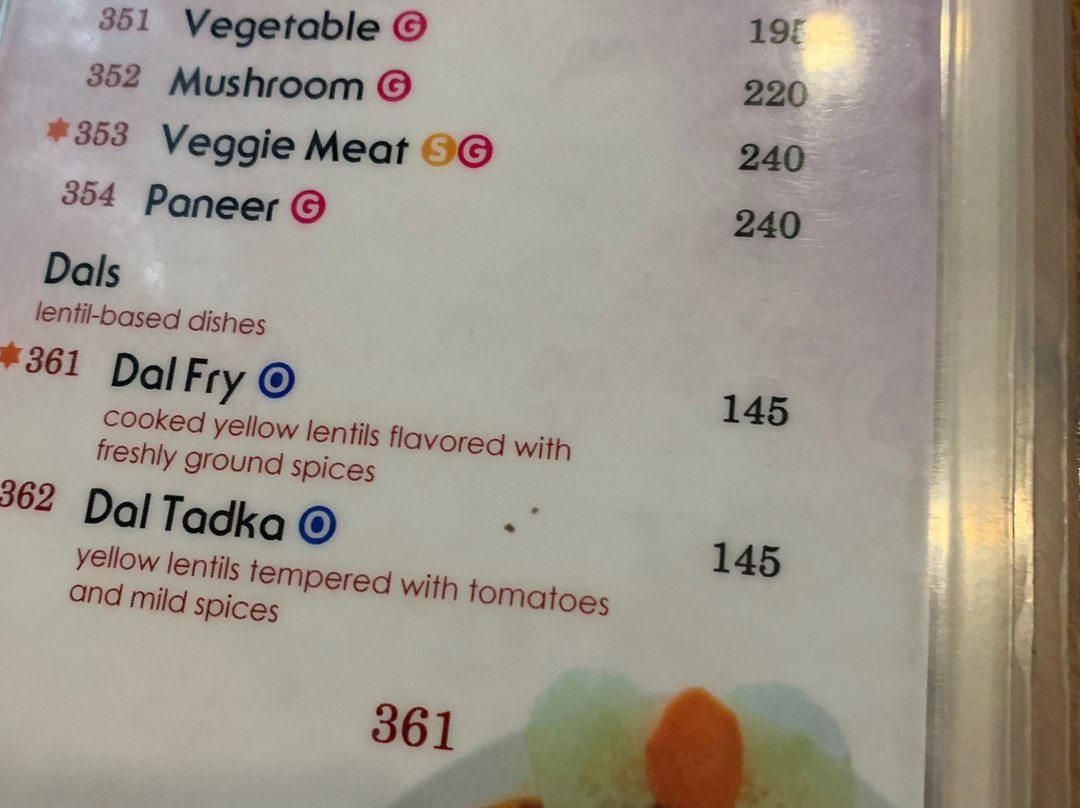 351 Vegetable G 195
352 Mushroom G 220
353 Veggie Meat S G 240
354 Paneer G 240
Dals
lentil-based dishes
361 Dal Fry O 145
cooked yellow lentils flavored with
freshly ground spices
362 Dal Tadka O 145
yellow lentils tempered with tomatoes
and mild spices
361